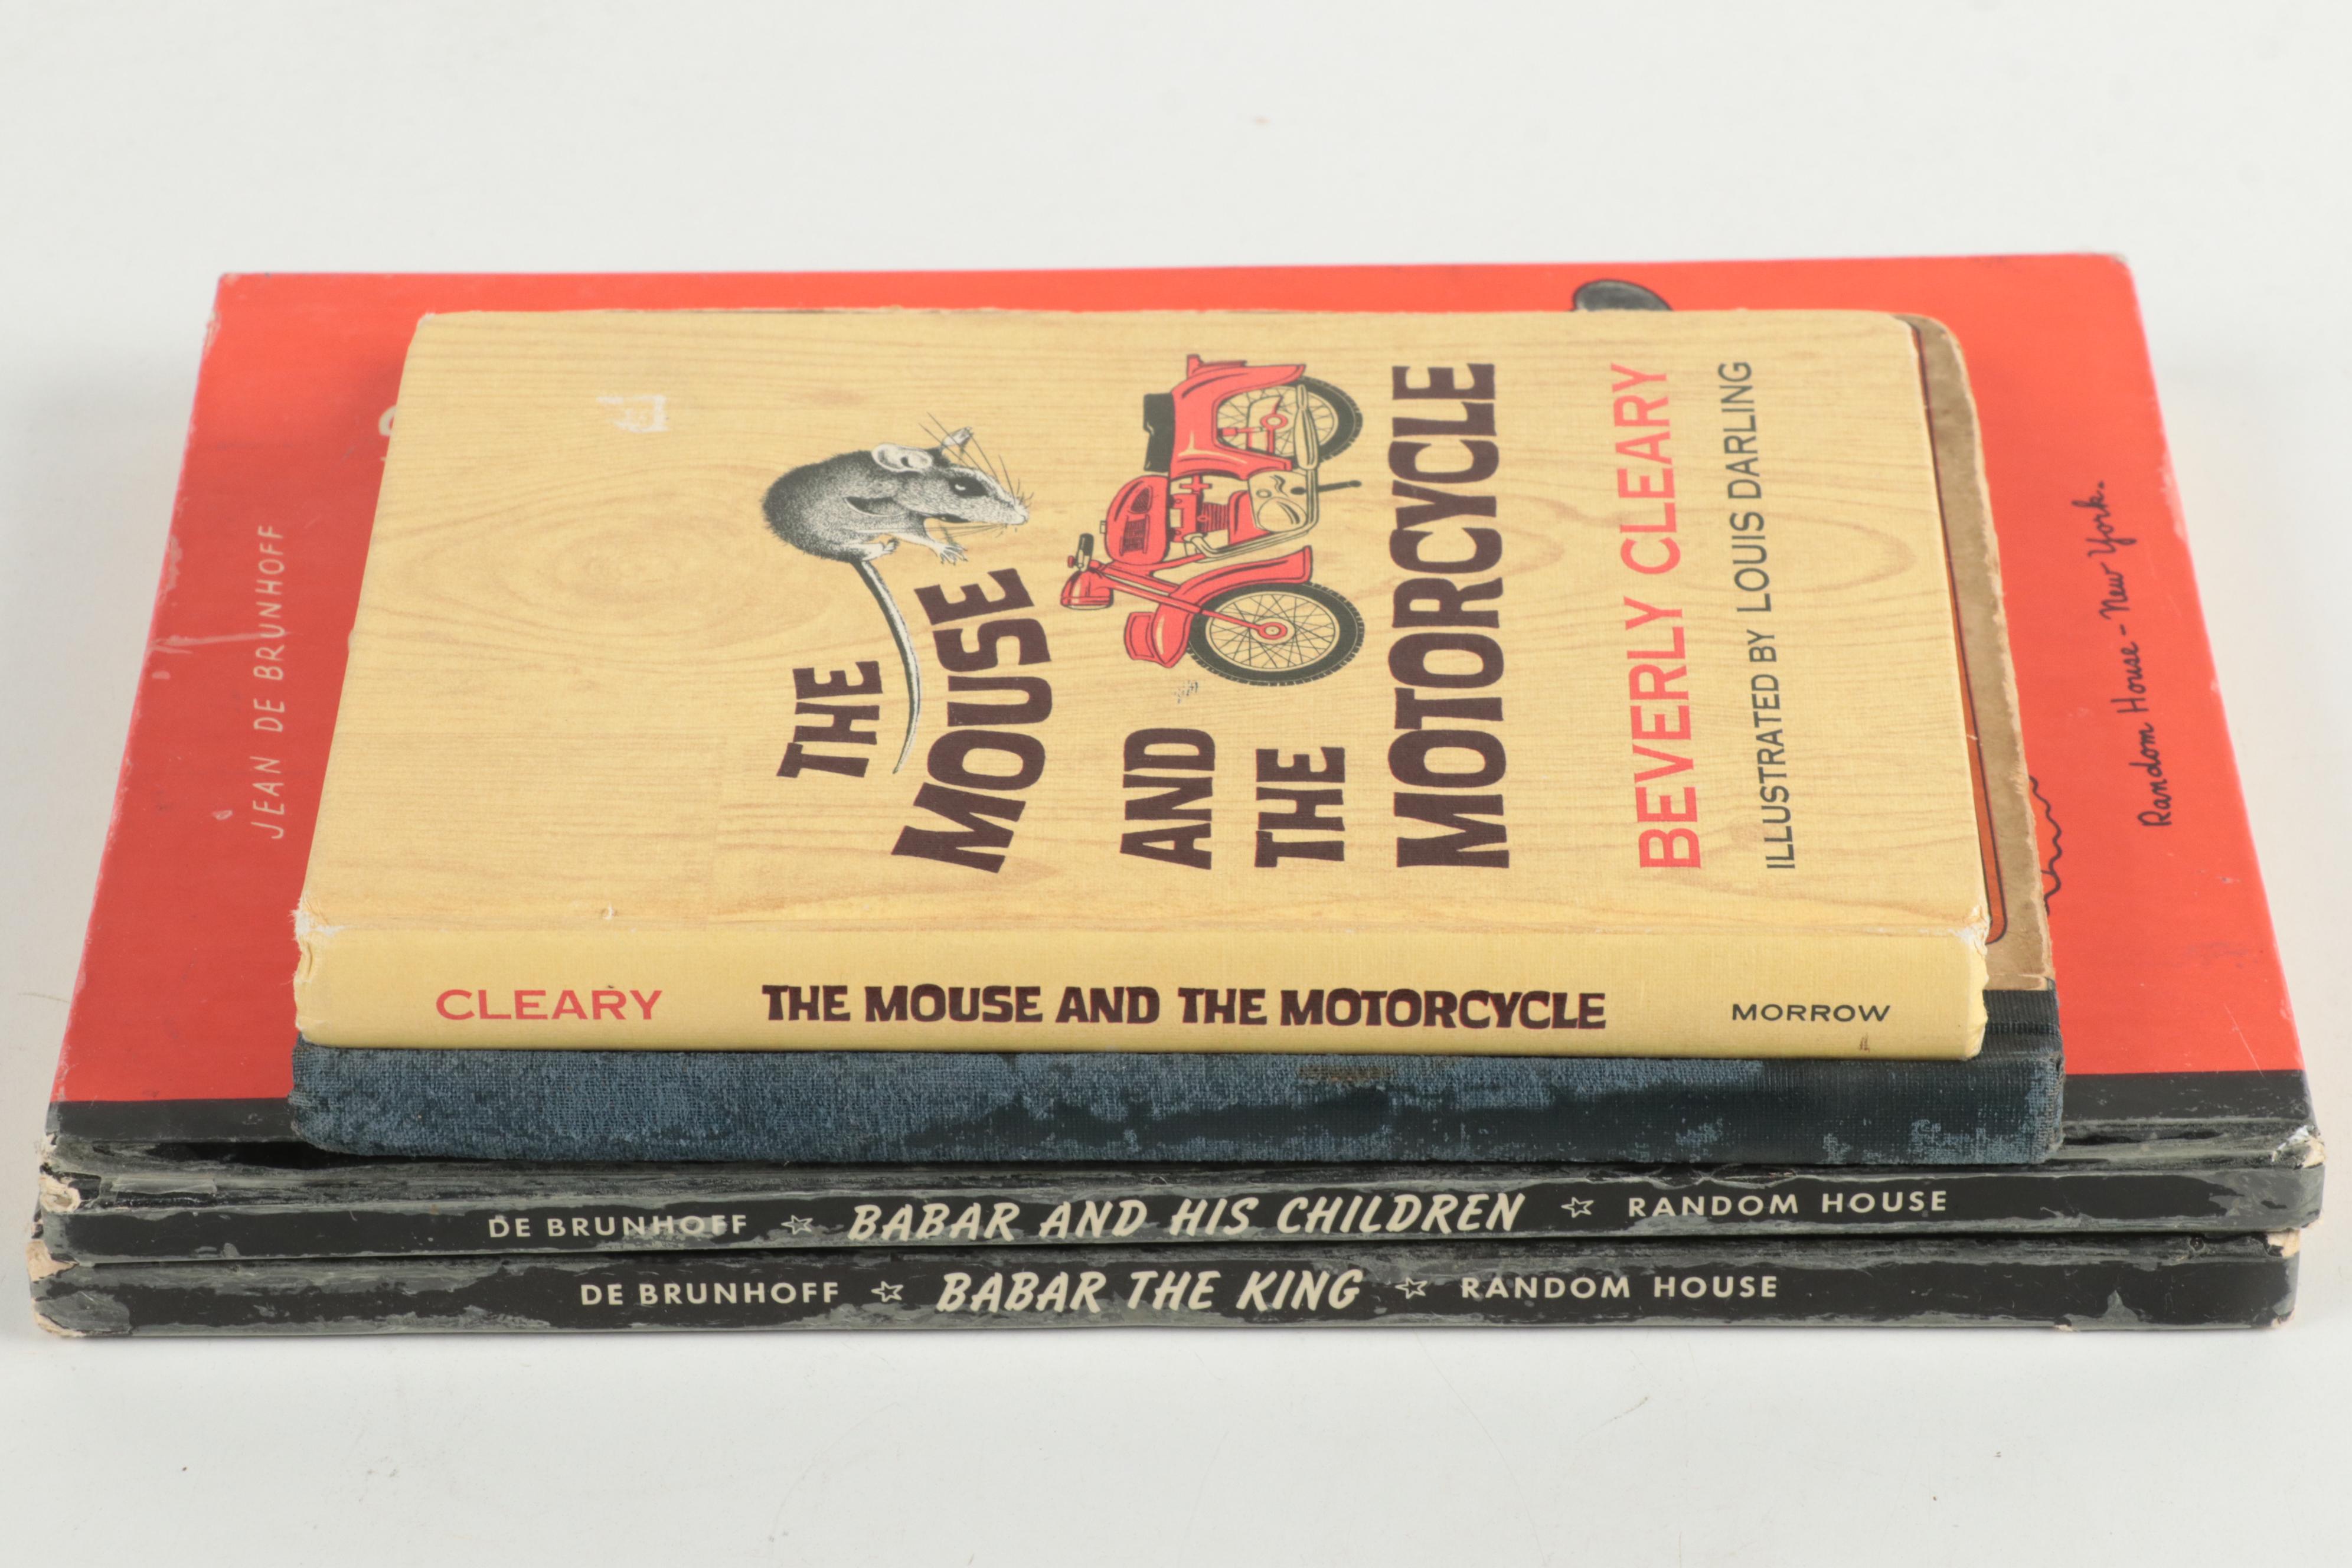 JEAN DE BRUNHOFF
THE
MOUSE
AND
THE
MOTORCYCLE
BEVERLY CLEARY
ILLUSTRATED BY LOUIS DARLING
Random House - New York.
CLEARY THE MOUSE AND THE MOTORCYCLE MORROW
DE BRUNHOFF ☆ BABAR AND HIS CHILDREN ☆ RANDOM HOUSE
DE BRUNHOFF ☆ BABAR THE KING ☆ RANDOM HOUSE